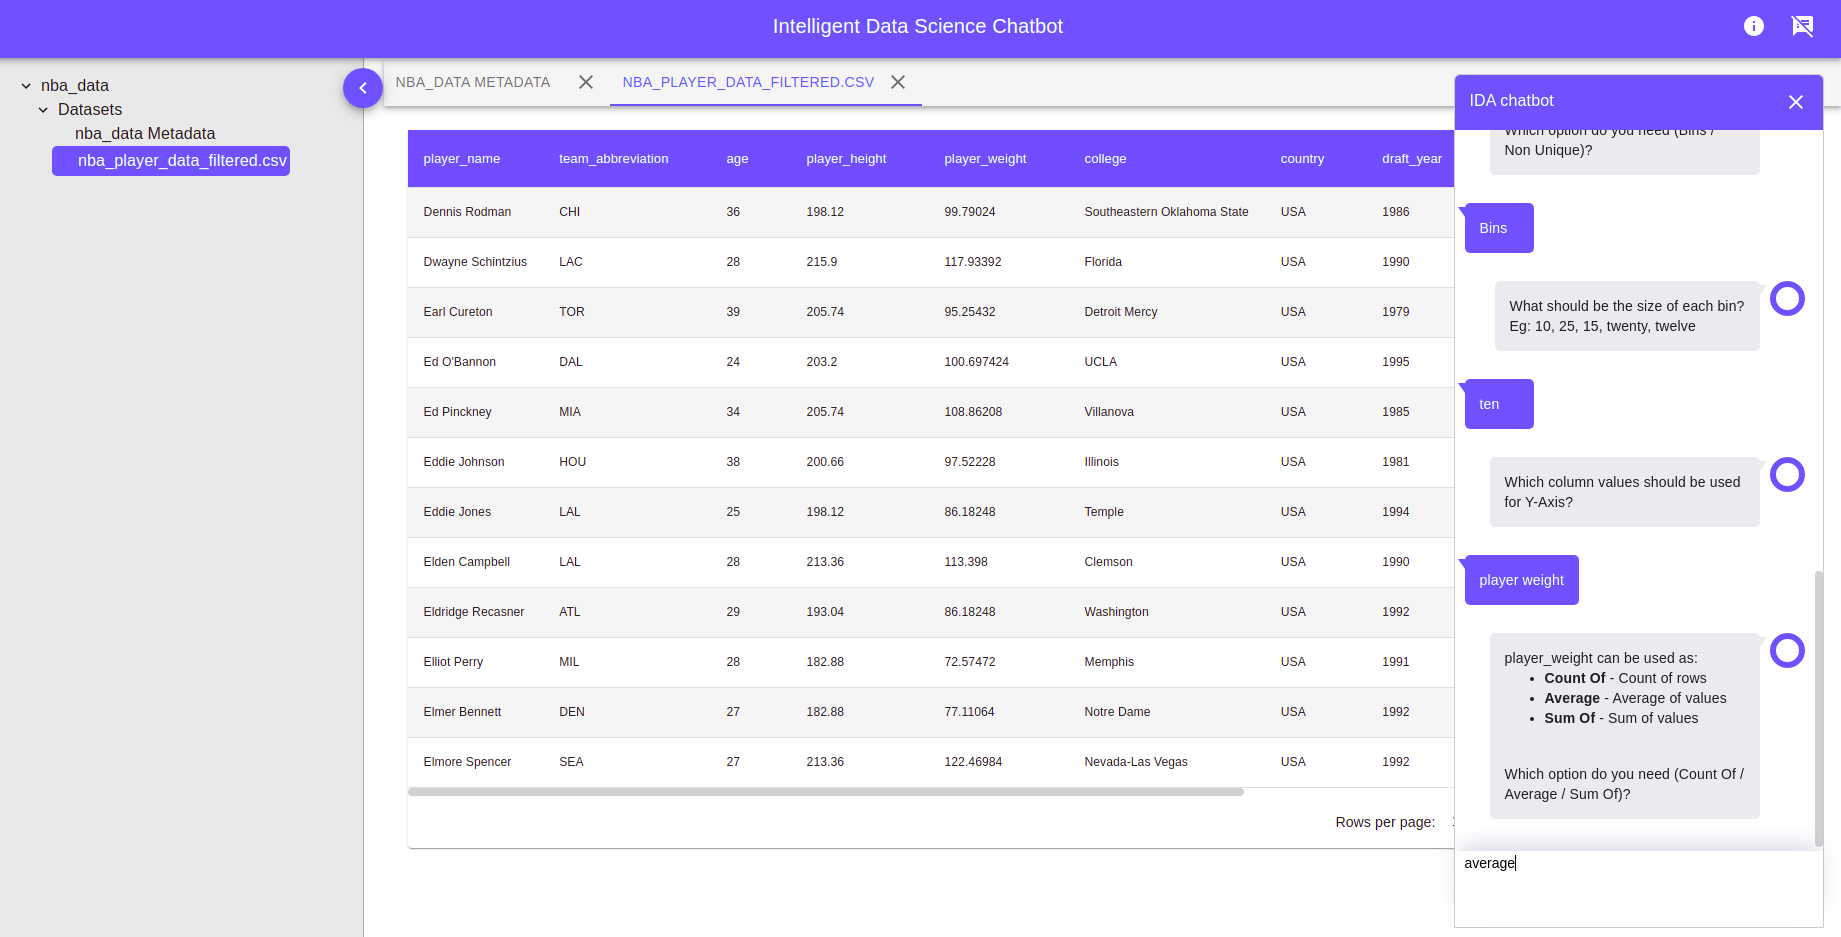 Intelligent Data Science Chatbot
nba_data
Datasets
nba_data Metadata
nba_player_data_filtered.csv
NBA_DATA METADATA
NBA_PLAYER_DATA_FILTERED.CSV
player_name team_abbreviation age player_height player_weight college country draft_year
Dennis Rodman CHI 36 198.12 99.79024 Southeastern Oklahoma State USA 1986
Dwayne Schintzius LAC 28 215.9 117.93392 Florida USA 1990
Earl Cureton TOR 39 205.74 95.25432 Detroit Mercy USA 1979
Ed O'Bannon DAL 24 203.2 100.697424 UCLA USA 1995
Ed Pinckney MIA 34 205.74 108.86208 Villanova USA 1985
Eddie Johnson HOU 38 200.66 97.52228 Illinois USA 1981
Eddie Jones LAL 25 198.12 86.18248 Temple USA 1994
Elden Campbell LAL 28 213.36 113.398 Clemson USA 1990
Eldridge Recasner ATL 29 193.04 86.18248 Washington USA 1992
Elliot Perry MIL 28 182.88 72.57472 Memphis USA 1991
Elmer Bennett DEN 27 182.88 77.11064 Notre Dame USA 1992
Elmore Spencer SEA 27 213.36 122.46984 Nevada-Las Vegas USA 1992
Rows per page:
IDA chatbot
Which option do you need (Bins /
Non Unique)?
Bins
What should be the size of each bin?
Eg: 10, 25, 15, twenty, twelve
ten
Which column values should be used
for Y-Axis?
player weight
player_weight can be used as:
• Count Of - Count of rows
• Average - Average of values
• Sum Of - Sum of values
Which option do you need (Count Of /
Average / Sum Of)?
average